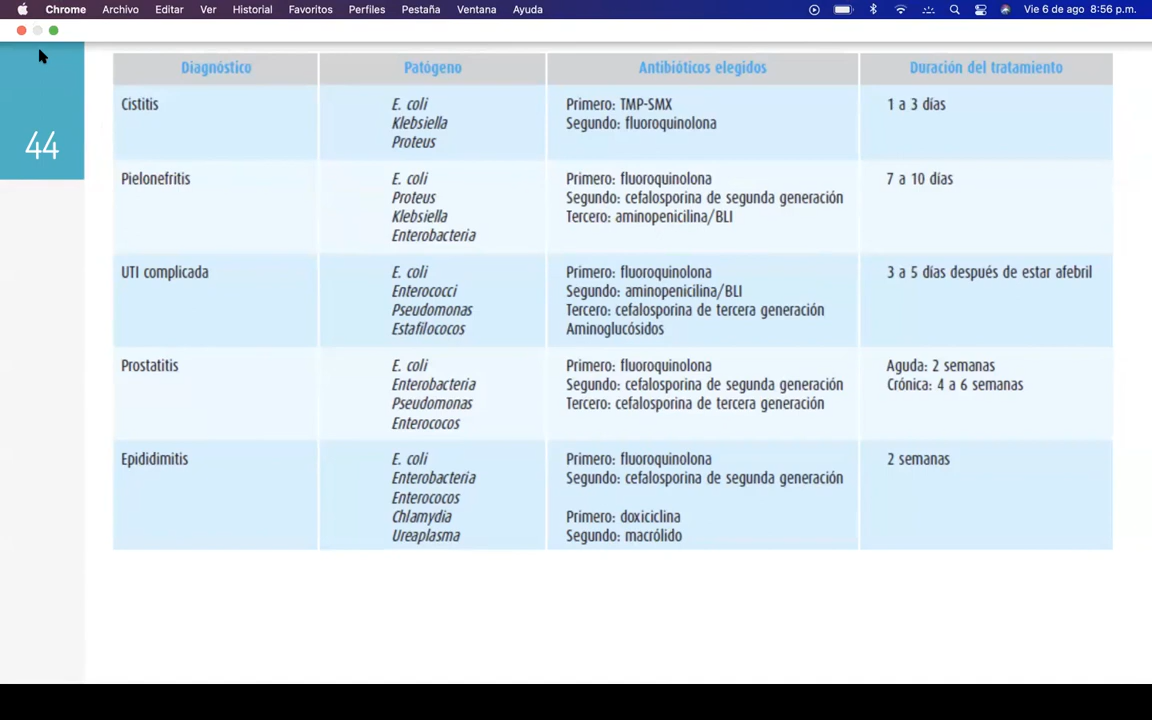 Chrome Archivo Editar Ver Historial Favoritos Perfiles Pestaña Ventana Ayuda Vie 6 de ago 8:56 p.m.
44
Diagnóstico Patógeno Antibióticos elegidos Duración del tratamiento
Cistitis E. coli Primero: TMP-SMX 1 a 3 días
Klebsiella Segundo: fluoroquinolona
Proteus
Pielonefritis E. coli Primero: fluoroquinolona 7 a 10 días
Proteus Segundo: cefalosporina de segunda generación
Klebsiella Tercero: aminopenicilina/BLI
Enterobacteria
UTI complicada E. coli Primero: fluoroquinolona 3 a 5 días después de estar afebril
Enterococci Segundo: aminopenicilina/BLI
Pseudomonas Tercero: cefalosporina de tercera generación
Estafilococos Aminoglucósidos
Prostatitis E. coli Primero: fluoroquinolona Aguda: 2 semanas
Enterobacteria Segundo: cefalosporina de segunda generación Crónica: 4 a 6 semanas
Pseudomonas Tercero: cefalosporina de tercera generación
Enterococos
Epididimitis E. coli Primero: fluoroquinolona 2 semanas
Enterobacteria Segundo: cefalosporina de segunda generación
Enterococos
Chlamydia Primero: doxiciclina
Ureaplasma Segundo: macrólido